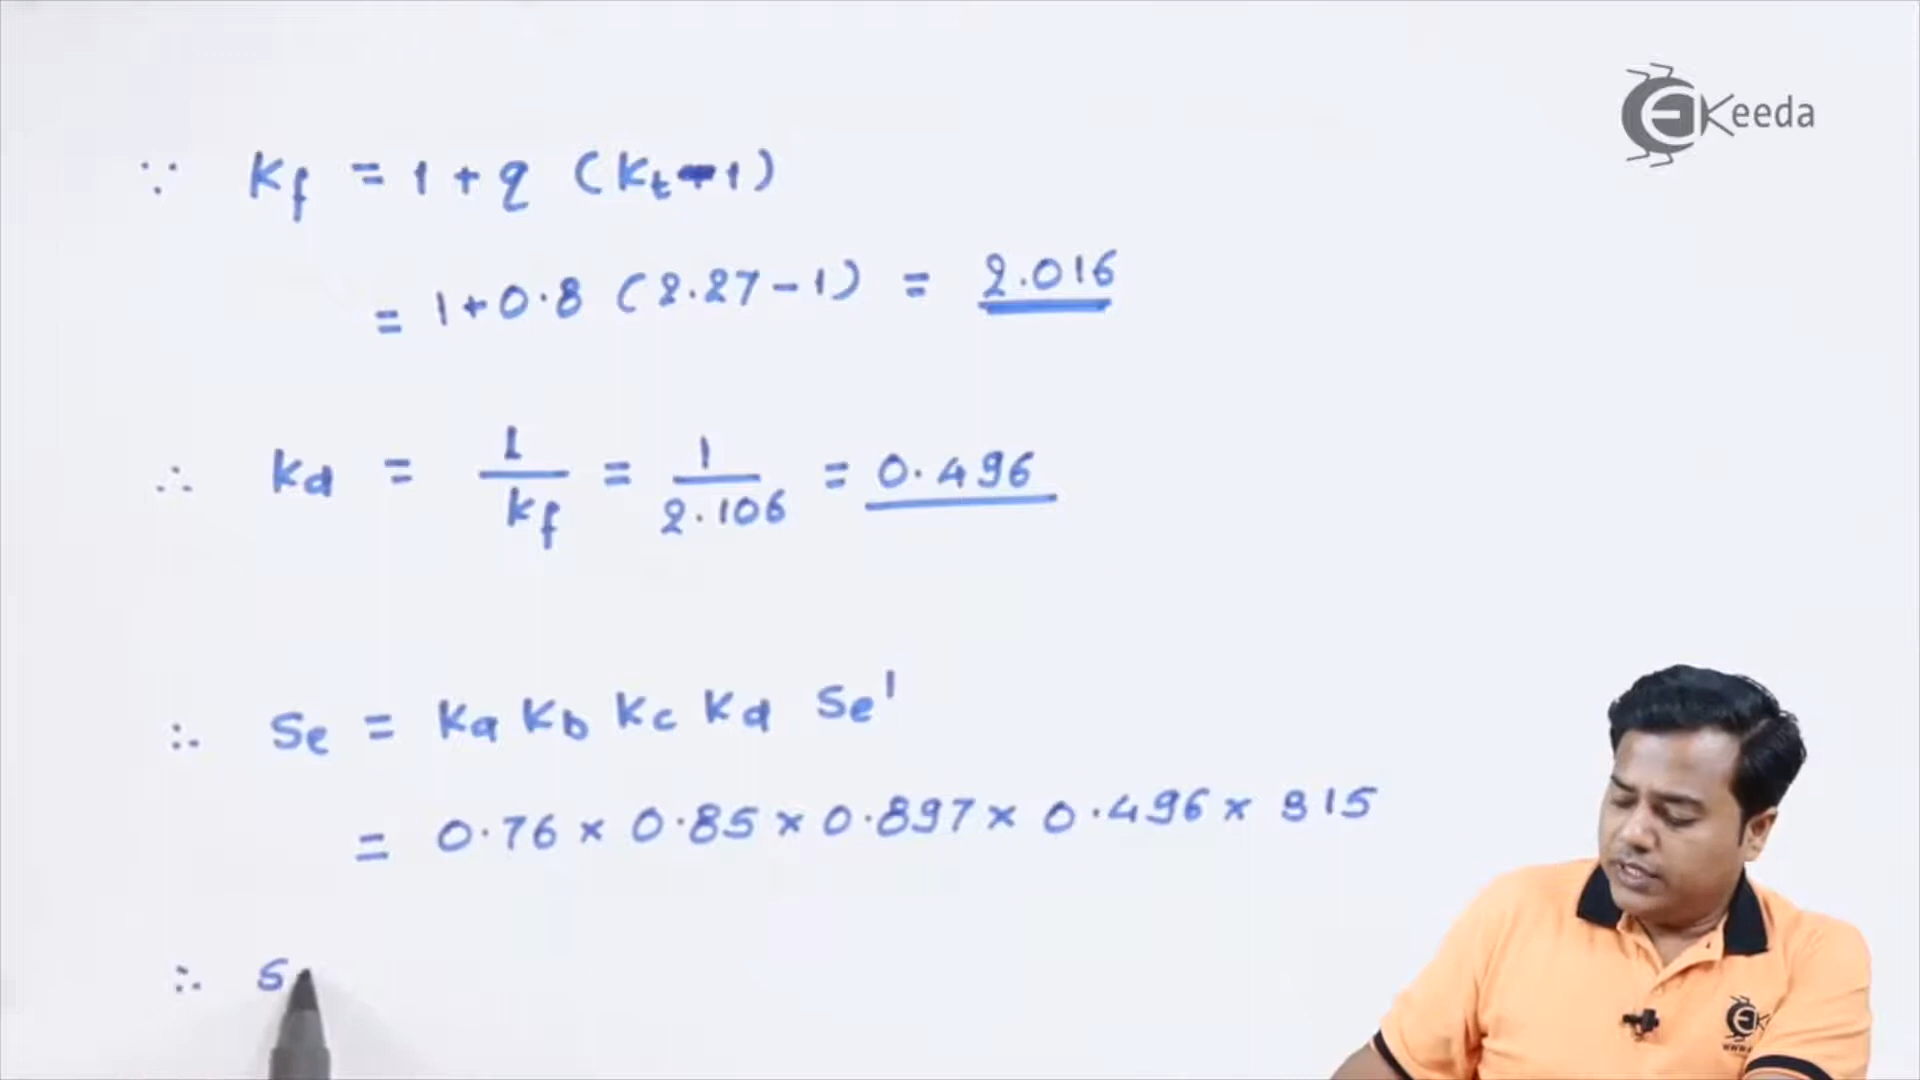 EKeeda
∵ Kf = 1 + q (Kt - 1)
= 1 + 0.8 (2.27 - 1) = 2.016
∴ Kd = 1/Kf = 1/2.106 = 0.496
∴ Se = Ka Kb Kc Kd Se'
= 0.76 × 0.85 × 0.897 × 0.496 × 315
∴ S